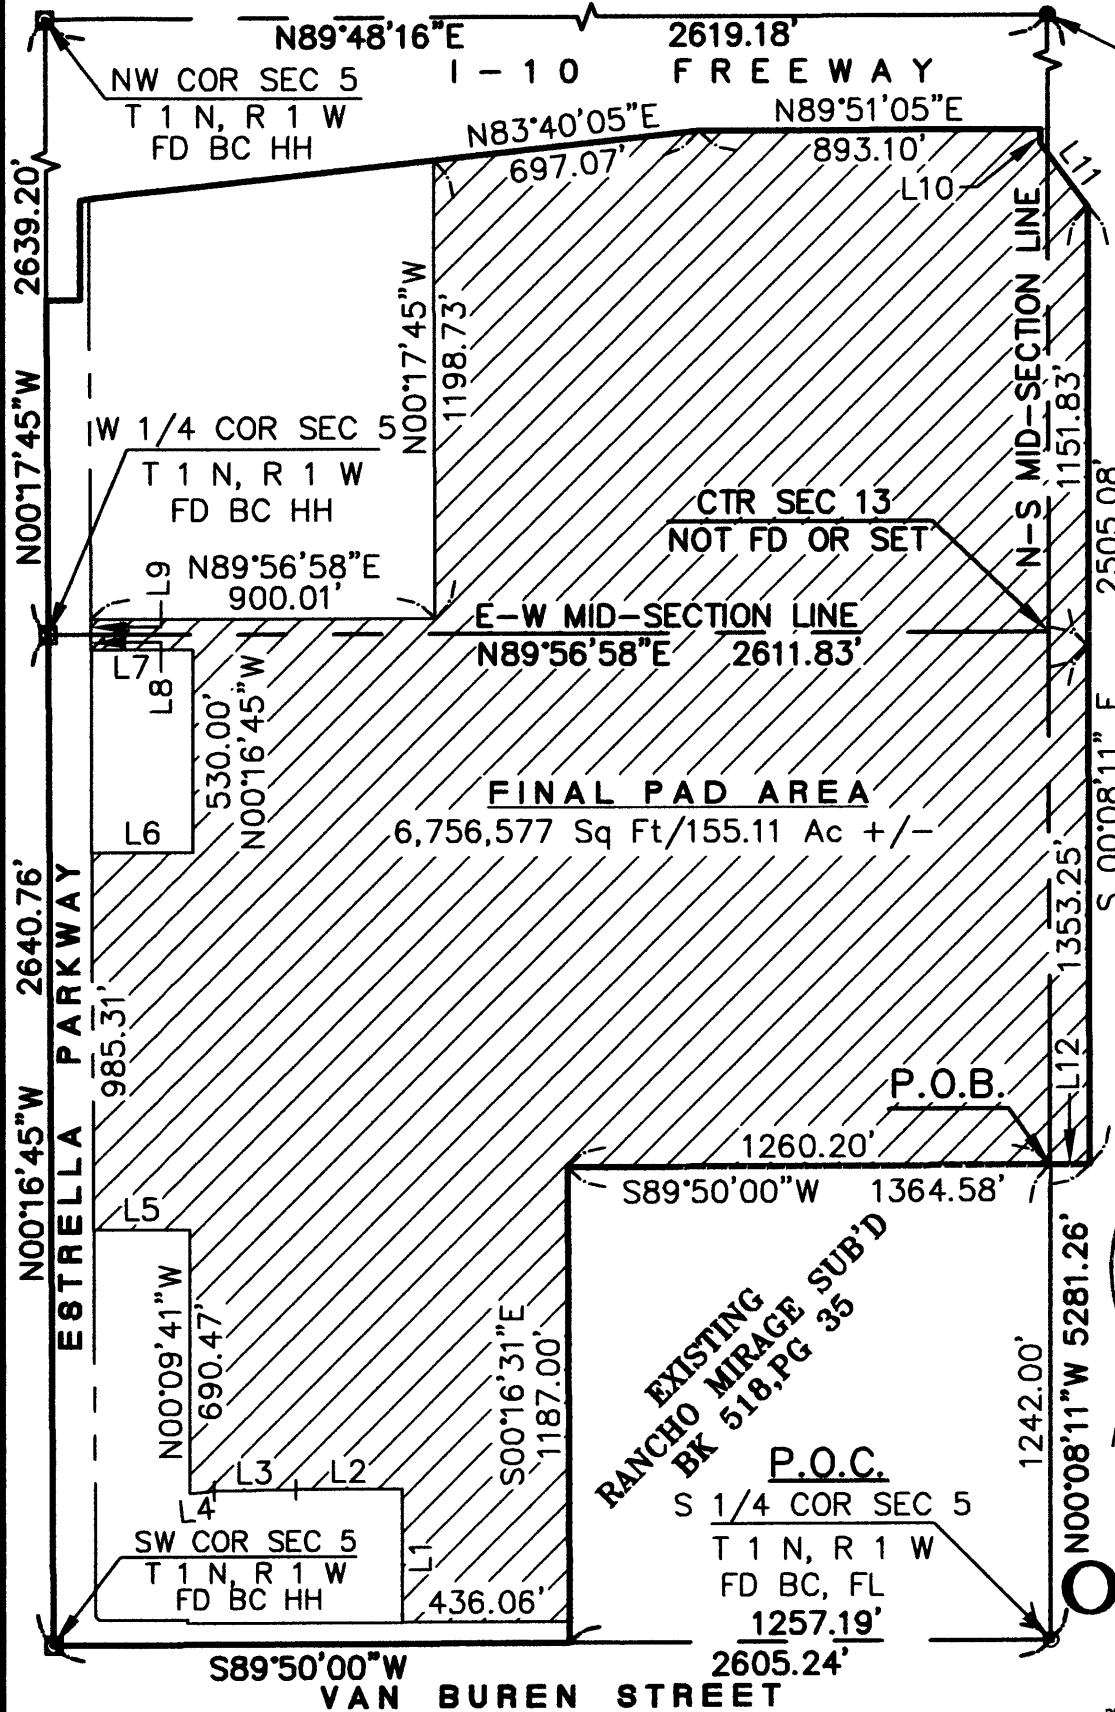 N89°48'16"E 2619.18'
I-10 FREEWAY
NW COR SEC 5
T 1 N, R 1 W
FD BC HH
N83°40'05"E
697.07'
N89°51'05"E
893.10'
L10
L11
2639.20'
N00°17'45"W
N00°17'45"W
1198.73'
N-S MID-SECTION LINE
1151.83'
2505.08'
S 00°08'11" E
W 1/4 COR SEC 5
T 1 N, R 1 W
FD BC HH
CTR SEC 13
NOT FD OR SET
N89°56'58"E
900.01'
L9
E-W MID-SECTION LINE
N89°56'58"E 2611.83'
L7
L8
530.00'
N00°16'45"W
FINAL PAD AREA
6,756,577 Sq Ft/155.11 Ac +/-
L6
2640.76'
N00°16'45"W
ESTRELLA PARKWAY
985.31'
1353.25'
L12
P.O.B.
1260.20'
S89°50'00"W 1364.58'
L5
N00°09'41"W
690.47'
S00°16'31"E
1187.00'
EXISTING
RANCHO MIRAGE SUB'D
BK 518,PG 35
1242.00'
N00°08'11"W 5281.26'
L3
L2
L4
L1
P.O.C.
S 1/4 COR SEC 5
T 1 N, R 1 W
FD BC, FL
SW COR SEC 5
T 1 N, R 1 W
FD BC HH
436.06'
1257.19'
S89°50'00"W
2605.24'
VAN BUREN STREET